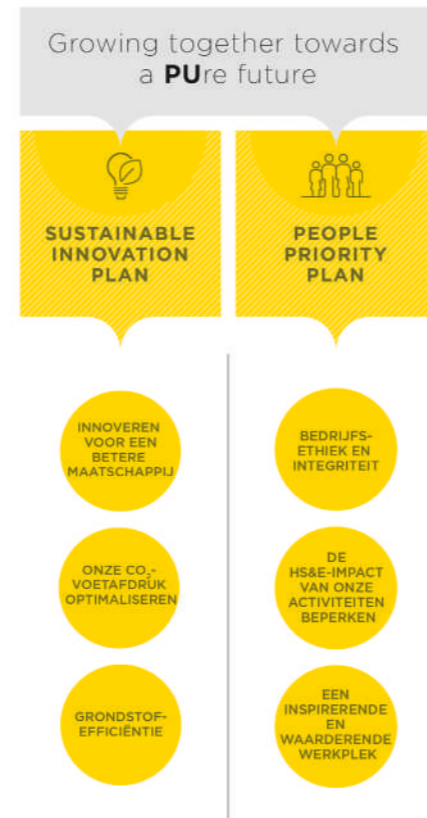 Growing together towards
a PUre future
SUSTAINABLE
INNOVATION
PLAN
PEOPLE
PRIORITY
PLAN
INNOVEREN
VOOR EEN
BETERE
MAATSCHAPPIJ
ONZE CO₂-
VOETAFDRUK
OPTIMALISEREN
GRONDSTOF-
EFFICIËNTIE
BEDRIJFS-
ETHIEK EN
INTEGRITEIT
DE
HS&E-IMPACT
VAN ONZE
ACTIVITEITEN
BEPERKEN
EEN
INSPIRERENDE
EN
WAARDERENDE
WERKPLEK